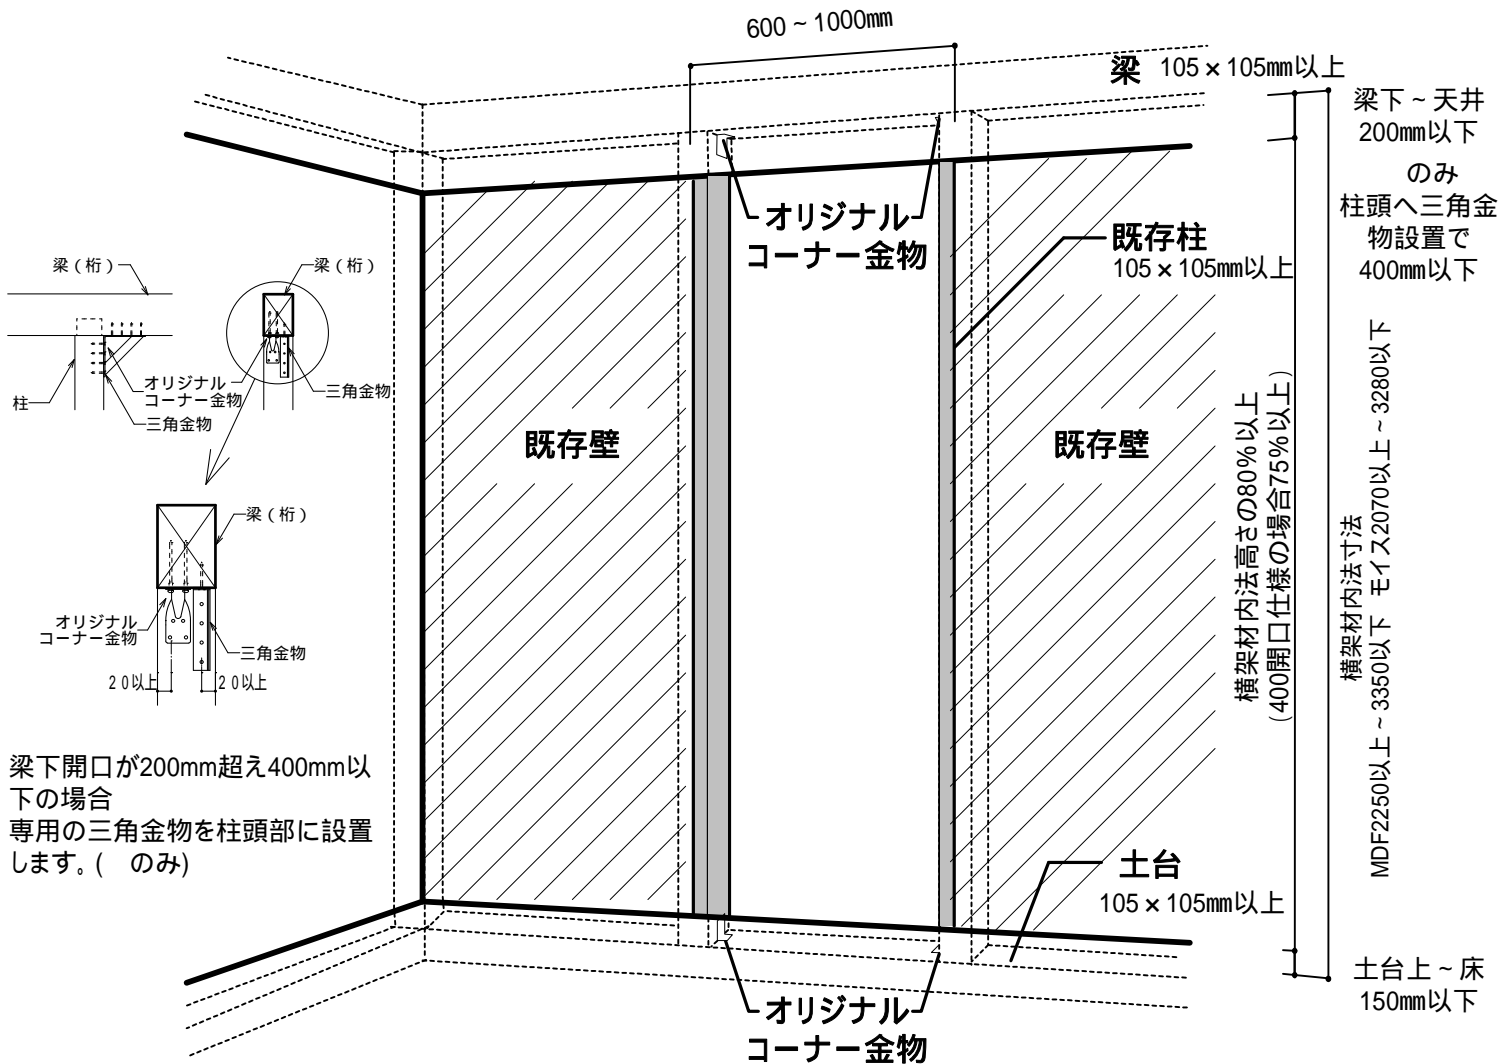 600 ~ 1000mm
梁 105 × 105mm以上
梁下 ~ 天井
200mm以下
のみ
柱頭へ三角金
物設置で
400mm以下
オリジナル
コーナー金物
既存柱
105 × 105mm以上
梁（桁）
梁（桁）
オリジナル
コーナー金物
柱
三角金物
三角金物
既存壁
既存壁
梁（桁）
オリジナル
コーナー金物
三角金物
20以上
20以上
横架材内法高さの80%以上
(400開口仕様の場合75%以上)
横架材内法寸法
MDF2250以上 ~ 3350以下 モイス2070以上 ~ 3280以下
梁下開口が200mm超え400mm以
下の場合
専用の三角金物を柱頭部に設置
します。(　のみ)
土台
105 × 105mm以上
土台上 ~ 床
150mm以下
オリジナル
コーナー金物